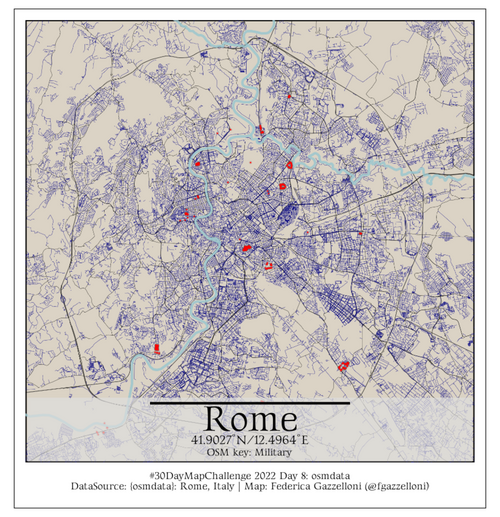 Rome
41.9027°N/12.4964°E
OSM key: Military
#30DayMapChallenge 2022 Day 8: osmdata
DataSource: (osmdata): Rome, Italy | Map: Federica Gazzelloni (@fgazzelloni)